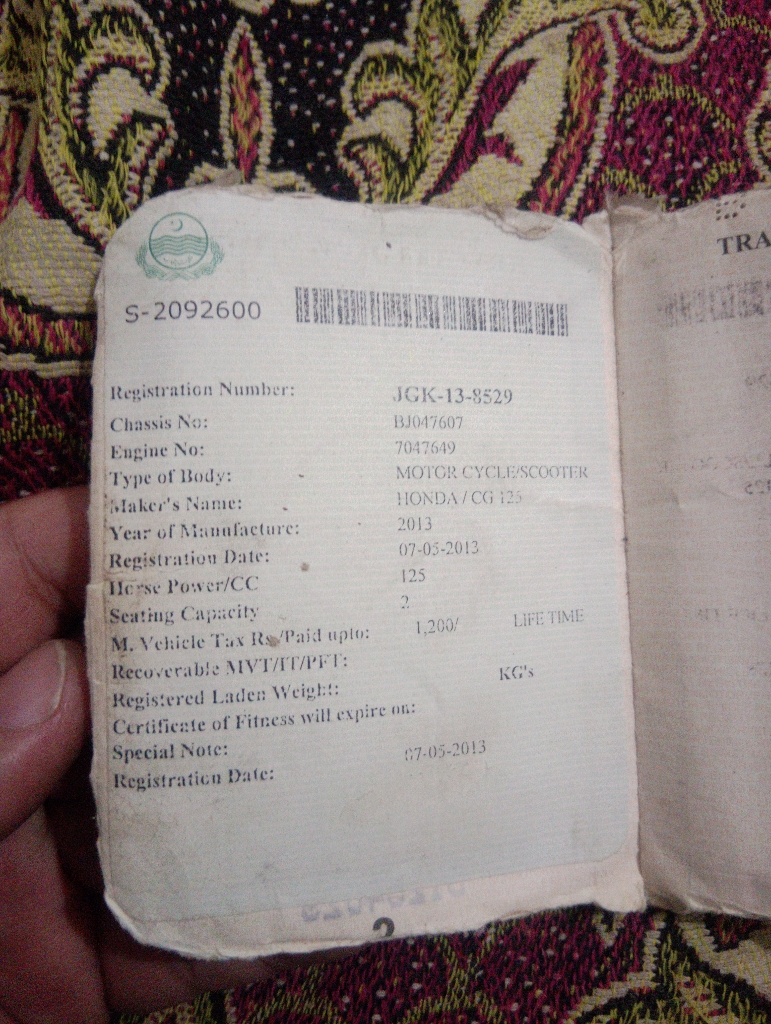 S-2092600
Registration Number: JGK-13-8529
Chassis No: BJ047607
Engine No: 7047649
Type of Body: MOTOR CYCLE/SCOOTER
Maker's Name: HONDA / CG 125
Year of Manufacture: 2013
Registration Date: 07-05-2013
Horse Power/CC 125
Seating Capacity 2
M. Vehicle Tax Rs./Paid upto: 1,200/ LIFE TIME
Recoverable MVT/IT/PFT:
Registered Laden Weight: KG's
Certificate of Fitness will expire on:
Special Note:
Registration Date: 07-05-2013
2
TRA